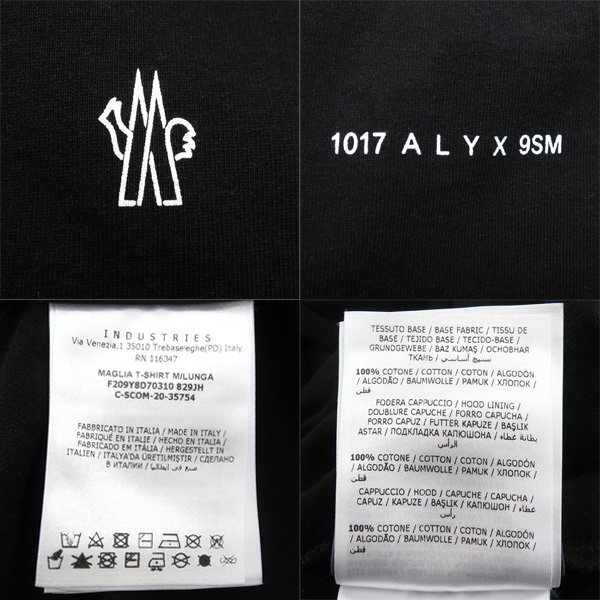 1017 A L Y X 9SM
INDUSTRIES
Via Venezia,1 35010 Trebaseleghe(PD) Italy
RN 116347
MAGLIA T-SHIRT M/LUNGA
F209Y8D70310 829JH
C-SCOM-20-35754
FABBRICATO IN ITALIA / MADE IN ITALY /
FABRIQUÉ EN ITALIE / HECHO EN ITALIA /
FABRICADO EM ITÁLIA / HERGESTELLT IN
ITALIEN / ITALYA'DA ÜRETILMIŞTIR / СДЕЛАНО
В ИТАЛИИ / صنع في ايطاليا
TESSUTO BASE / BASE FABRIC / TISSU DE
BASE / TEJIDO BASE / TECIDO-BASE /
GRUNDGEWEBE / BAZ KUMAŞ / ОСНОВНАЯ
ТКАНЬ / نسيج أساسي
100% COTONE / COTTON / COTON / ALGODÓN
/ ALGODÃO / BAUMWOLLE / PAMUK / ХЛОПОК /
قطن
FODERA CAPPUCCIO / HOOD LINING /
DOUBLURE CAPUCHE / FORRO CAPUCHA /
FORRO CAPUZ / FUTTER KAPUZE / BAŞLIK
ASTARI / ПОДКЛАДКА КАПЮШОНА / بطانة غطاء
الرأس
100% COTONE / COTTON / COTON / ALGODÓN
/ ALGODÃO / BAUMWOLLE / PAMUK / ХЛОПОК /
قطن
CAPPUCCIO / HOOD / CAPUCHE / CAPUCHA /
CAPUZ / KAPUZE / BAŞLIK / КАПЮШОН / غطاء
رأس
100% COTONE / COTTON / COTON / ALGODÓN
/ ALGODÃO / BAUMWOLLE / PAMUK / ХЛОПОК /
قطن